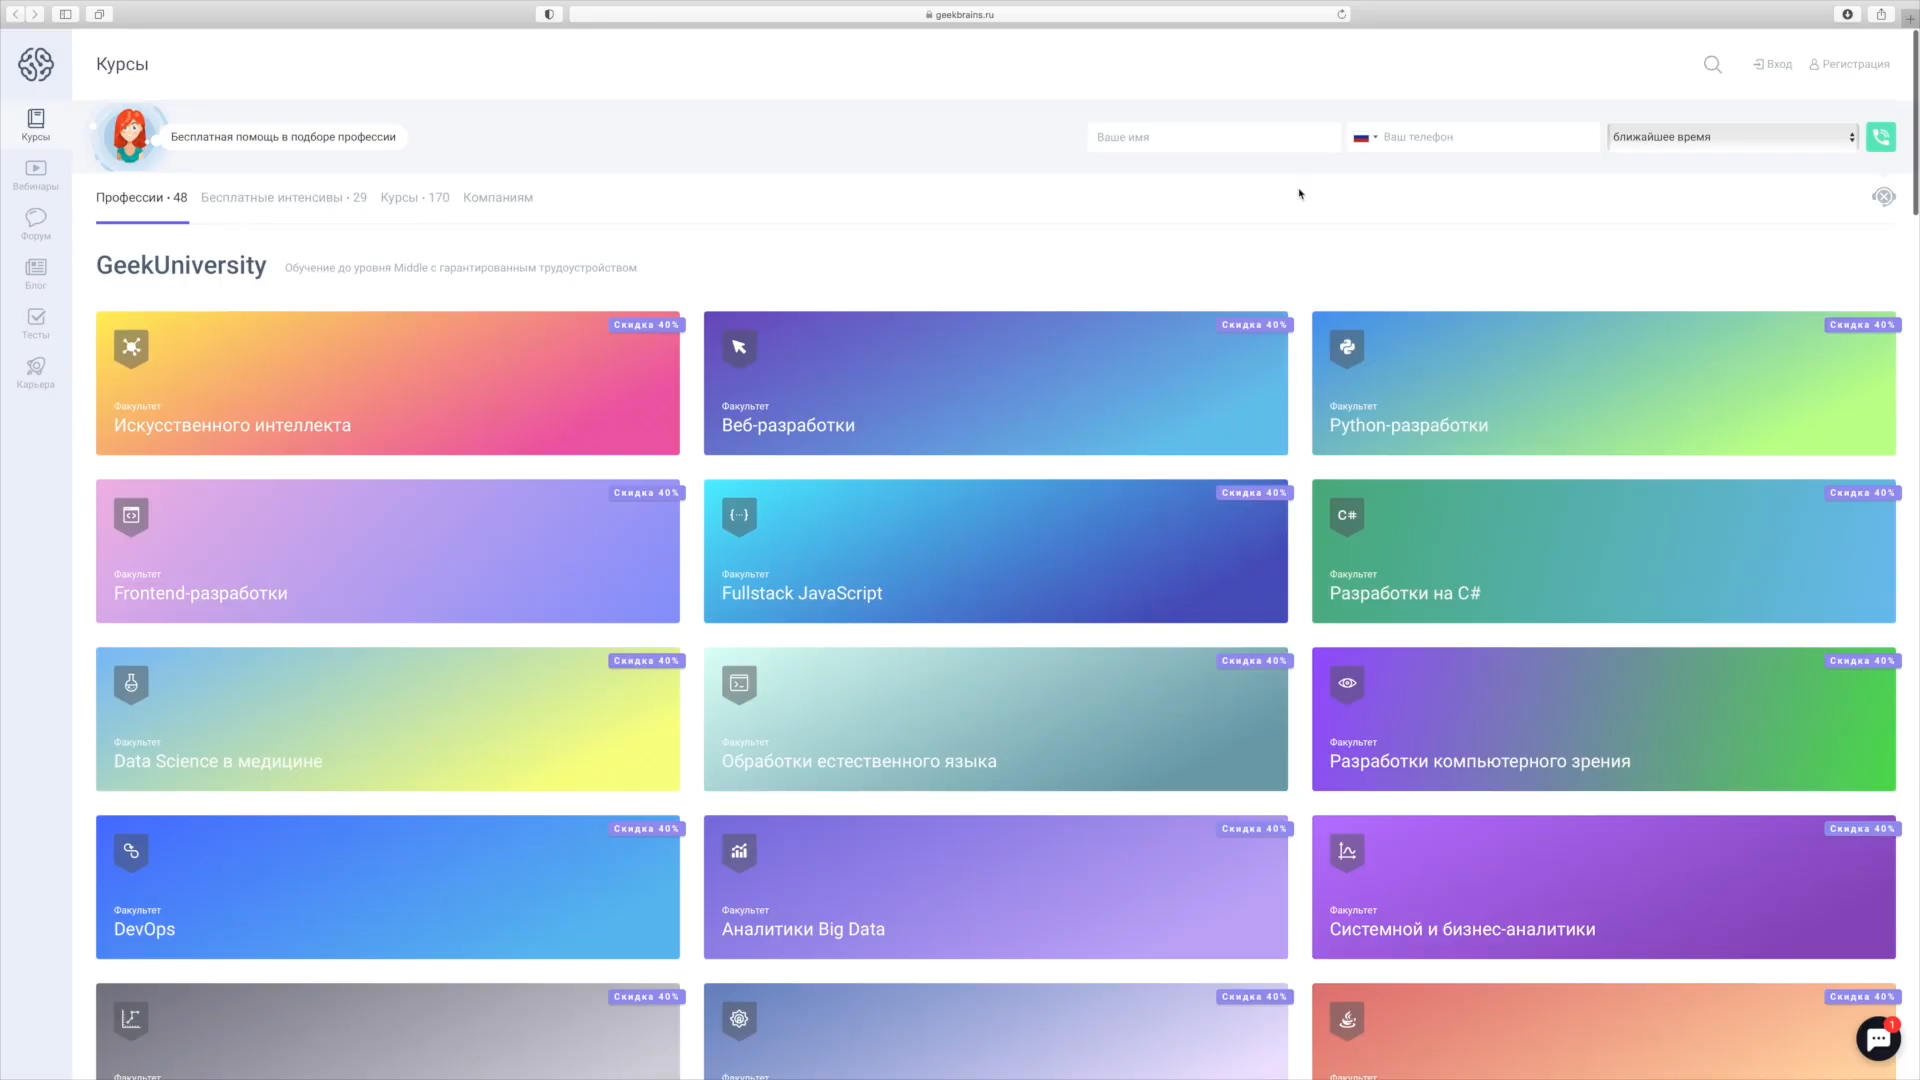 geekbrains.ru
Курсы
Вход
Регистрация
Курсы
Вебинары
Форум
Блог
Тесты
Карьера
Бесплатная помощь в подборе профессии
Ваше имя
Ваш телефон
ближайшее время
Профессии • 48
Бесплатные интенсивы • 29
Курсы • 170
Компаниям
GeekUniversity
Обучение до уровня Middle с гарантированным трудоустройством
Скидка 40%
Факультет
Искусственного интеллекта
Скидка 40%
Факультет
Веб-разработки
Скидка 40%
Факультет
Python-разработки
Скидка 40%
Факультет
Frontend-разработки
Скидка 40%
{...}
Факультет
Fullstack JavaScript
Скидка 40%
C#
Факультет
Разработки на C#
Скидка 40%
Факультет
Data Science в медицине
Скидка 40%
Факультет
Обработки естественного языка
Скидка 40%
Факультет
Разработки компьютерного зрения
Скидка 40%
Факультет
DevOps
Скидка 40%
Факультет
Аналитики Big Data
Скидка 40%
Факультет
Системной и бизнес-аналитики
Скидка 40%
Факультет
Скидка 40%
Факультет
Скидка 40%
Факультет
1